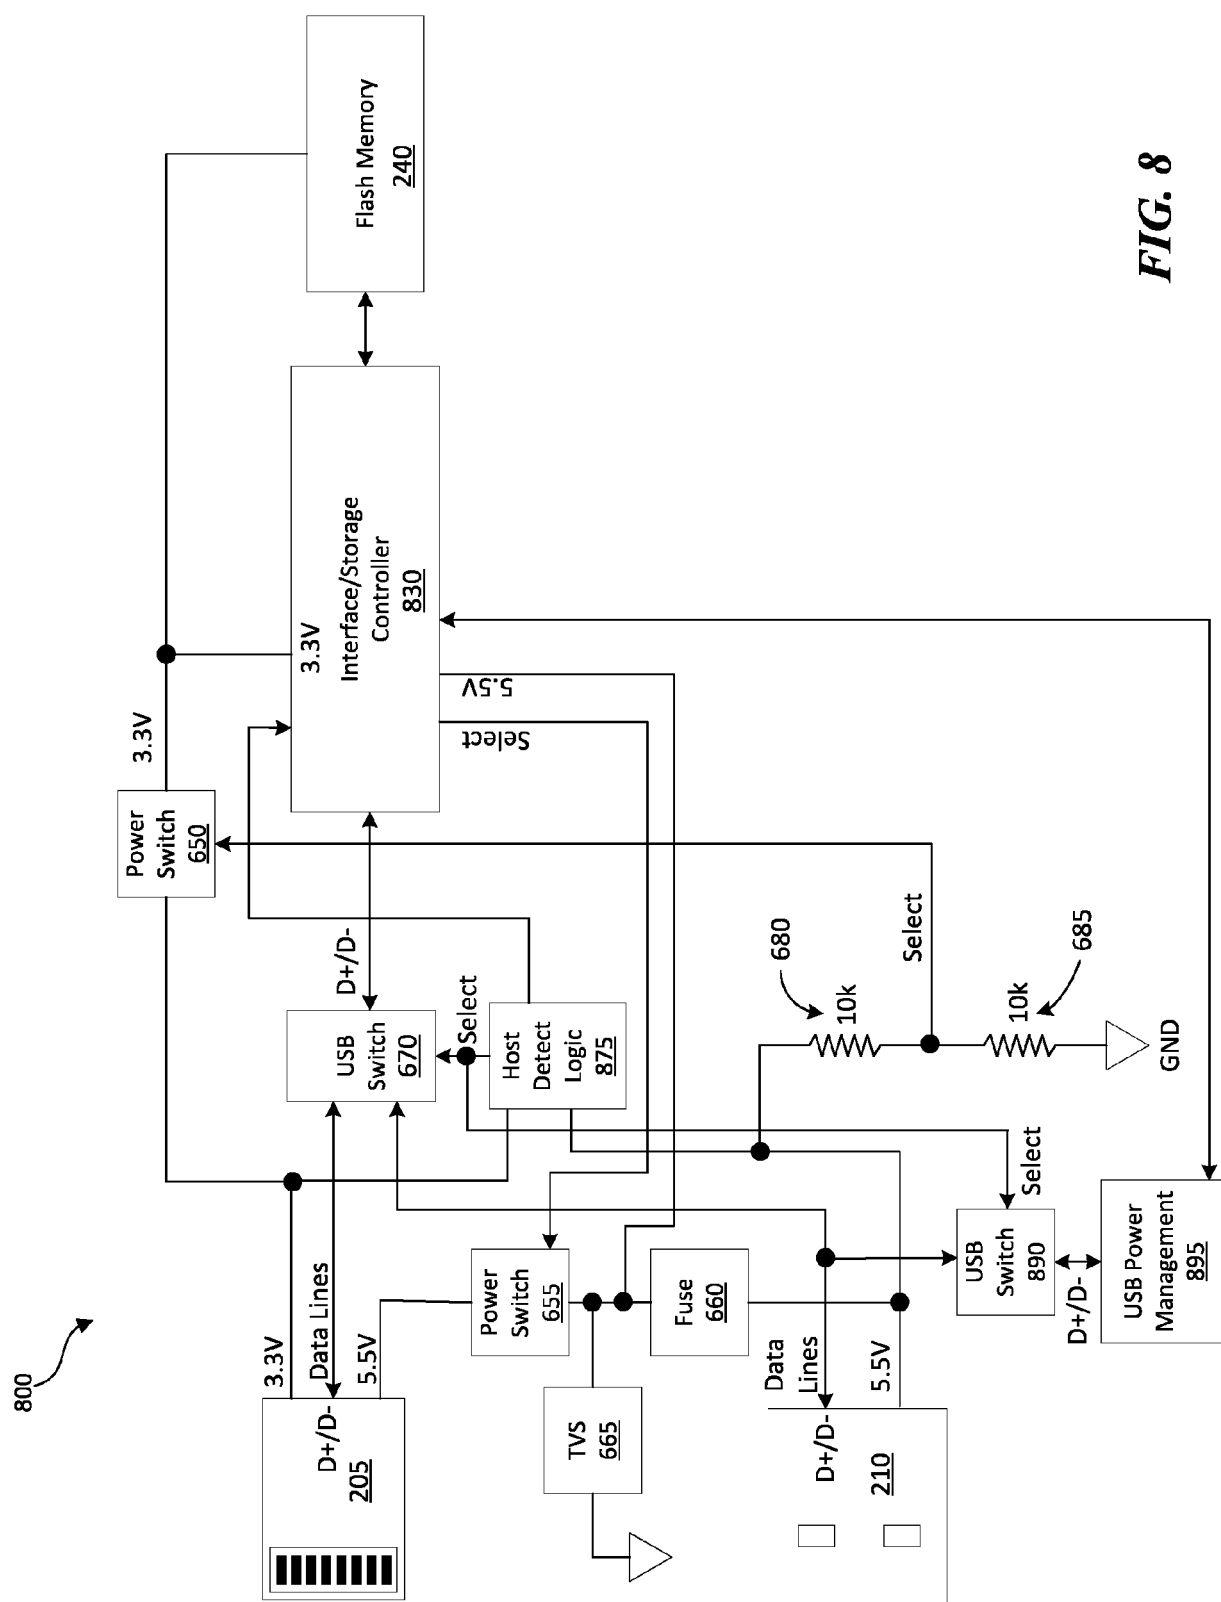 800
205
D+/D-
3.3V
Data Lines
5.5V
Power
Switch
650
3.3V
Flash Memory
240
3.3V
Interface/Storage
Controller
830
Select
5.5V
D+/D-
USB
Switch
670
Select
Host
Detect
Logic
875
Power
Switch
655
TVS
665
Fuse
660
Data
Lines
5.5V
D+/D-
210
680
10k
Select
10k
685
GND
Select
USB
Switch
890
D+/D-
USB Power
Management
895
FIG. 8